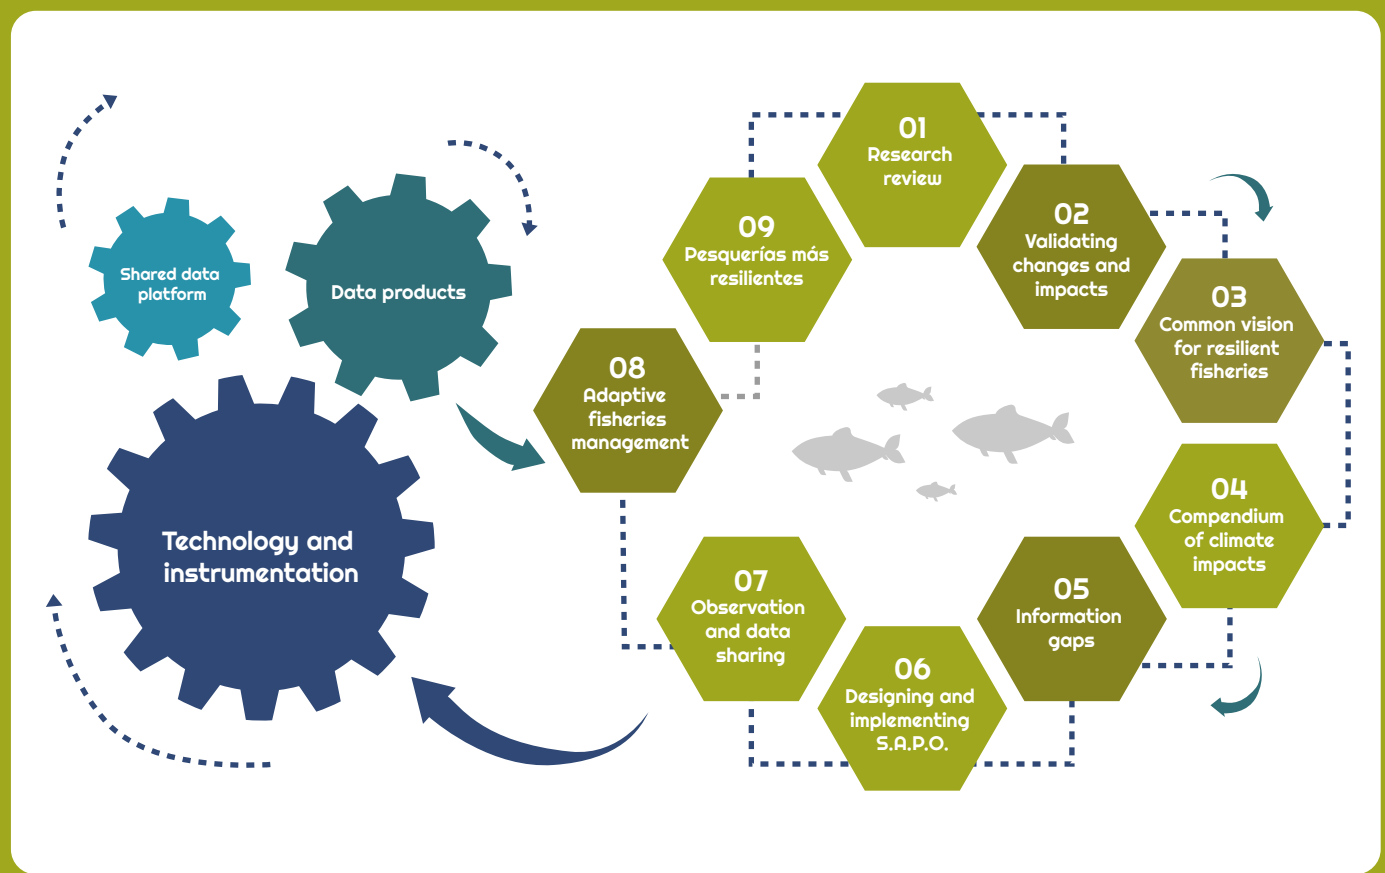 Shared data
platform
Data products
Technology and
instrumentation
01
Research
review
02
Validating
changes and
impacts
03
Common vision
for resilient
fisheries
04
Compendium
of climate
impacts
05
Information
gaps
06
Designing and
implementing
S.A.P.O.
07
Observation
and data
sharing
08
Adaptive
fisheries
management
09
Pesquerías más
resilientes